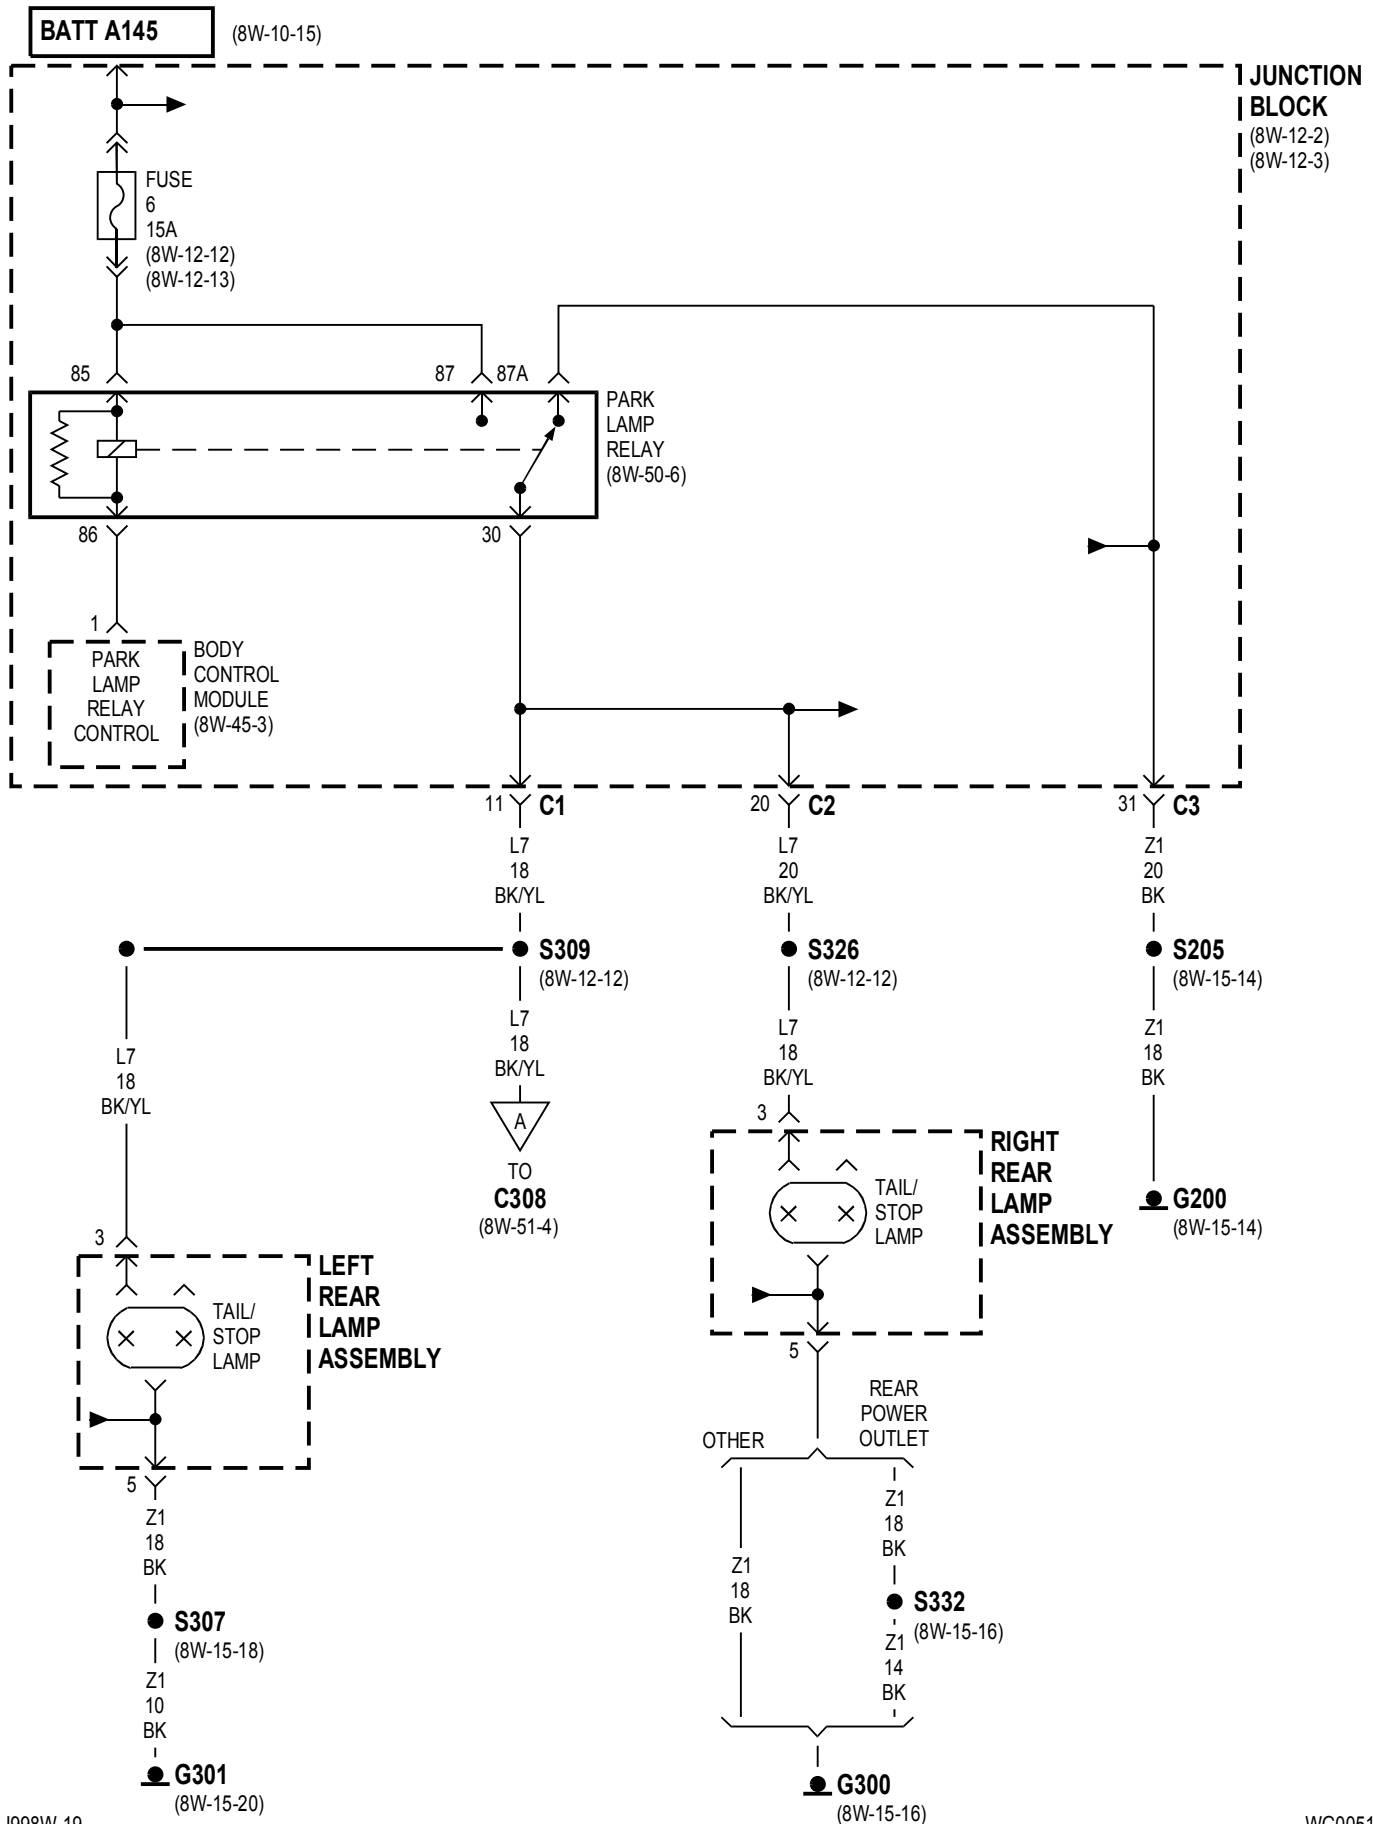 BATT A145
(8W-10-15)
JUNCTION
BLOCK
(8W-12-2)
(8W-12-3)
FUSE
6
15A
(8W-12-12)
(8W-12-13)
85
87
87A
PARK
LAMP
RELAY
(8W-50-6)
86
30
1
PARK
LAMP
RELAY
CONTROL
BODY
CONTROL
MODULE
(8W-45-3)
11
C1
20
C2
31
C3
L7
18
BK/YL
L7
20
BK/YL
Z1
20
BK
S309
(8W-12-12)
S326
(8W-12-12)
S205
(8W-15-14)
L7
18
BK/YL
L7
18
BK/YL
L7
18
BK/YL
Z1
18
BK
A
TO
C308
(8W-51-4)
3
RIGHT
REAR
LAMP
ASSEMBLY
TAIL/
STOP
LAMP
G200
(8W-15-14)
3
LEFT
REAR
LAMP
ASSEMBLY
TAIL/
STOP
LAMP
5
REAR
POWER
OUTLET
OTHER
5
Z1
18
BK
Z1
18
BK
Z1
18
BK
S307
(8W-15-18)
S332
(8W-15-16)
Z1
10
BK
Z1
14
BK
G301
(8W-15-20)
G300
(8W-15-16)